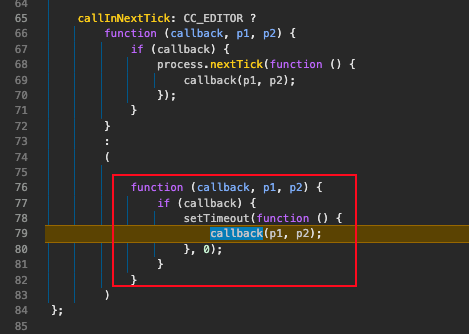 64
65 callInNextTick: CC_EDITOR ?
66 function (callback, p1, p2) {
67 if (callback) {
68 process.nextTick(function () {
69 callback(p1, p2);
70 });
71 }
72 }
73 :
74 (
75
76 function (callback, p1, p2) {
77 if (callback) {
78 setTimeout(function () {
79 callback(p1, p2);
80 }, 0);
81 }
82 }
83 )
84 };
85